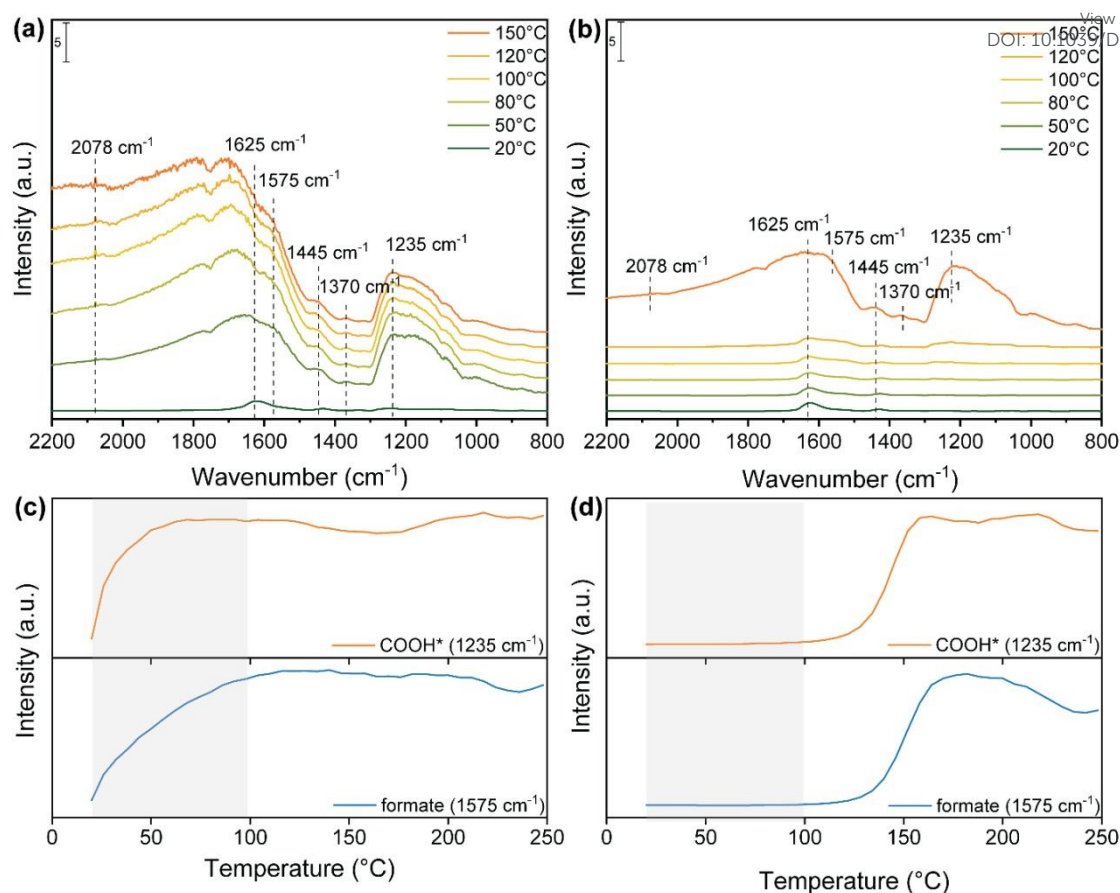 (a)
5
150°C
120°C
100°C
80°C
50°C
20°C
2078 cm⁻¹
1625 cm⁻¹
1575 cm⁻¹
1445 cm⁻¹
1370 cm⁻¹
1235 cm⁻¹
Intensity (a.u.)
2200 2000 1800 1600 1400 1200 1000 800
Wavenumber (cm⁻¹)
(b)
View
DOI: 10.1039/D
5
150°C
120°C
100°C
80°C
50°C
20°C
2078 cm⁻¹
1625 cm⁻¹
1575 cm⁻¹
1445 cm⁻¹
1370 cm⁻¹
1235 cm⁻¹
Intensity (a.u.)
2200 2000 1800 1600 1400 1200 1000 800
Wavenumber (cm⁻¹)
(c)
Intensity (a.u.)
COOH* (1235 cm⁻¹)
formate (1575 cm⁻¹)
0 50 100 150 200 250
Temperature (°C)
(d)
Intensity (a.u.)
COOH* (1235 cm⁻¹)
formate (1575 cm⁻¹)
0 50 100 150 200 250
Temperature (°C)